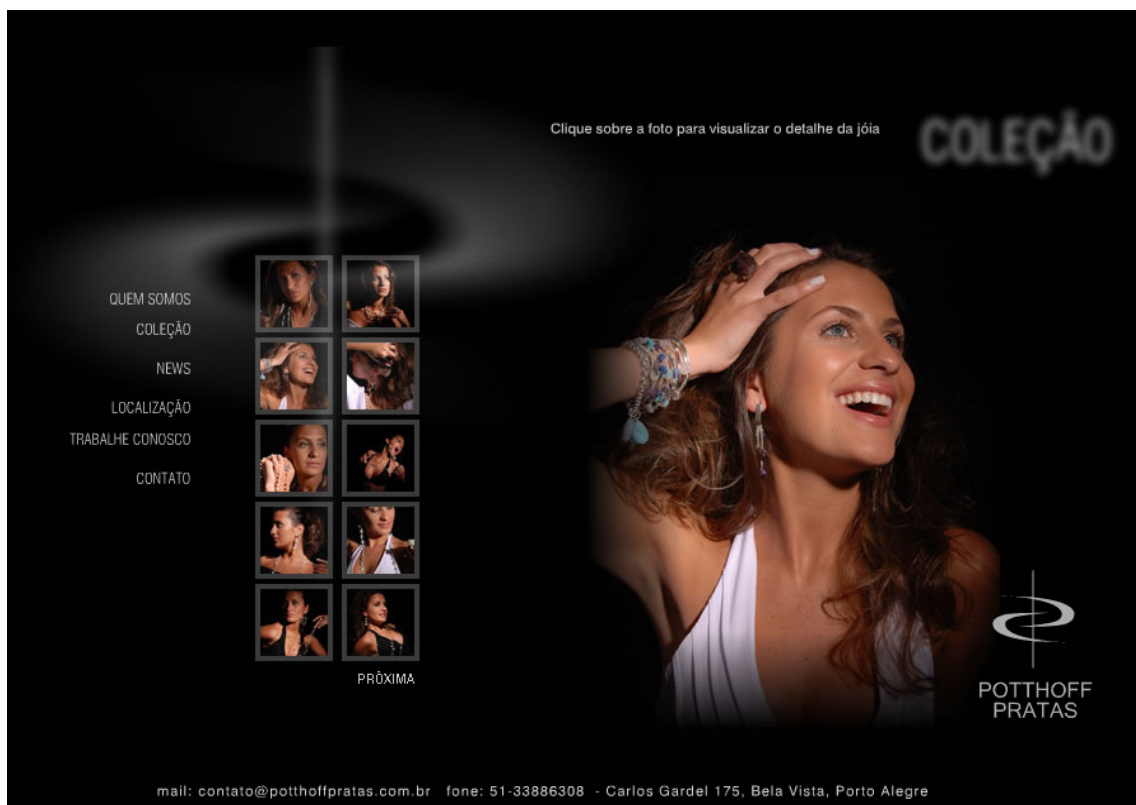 Clique sobre a foto para visualizar o detalhe da jóia
COLEÇÃO
QUEM SOMOS
COLEÇÃO
NEWS
LOCALIZAÇÃO
TRABALHE CONOSCO
CONTATO
PRÓXIMA
POTTHOFF
PRATAS
mail: contato@potthoffpratas.com.br fone: 51-33886308 - Carlos Gardel 175, Bela Vista, Porto Alegre